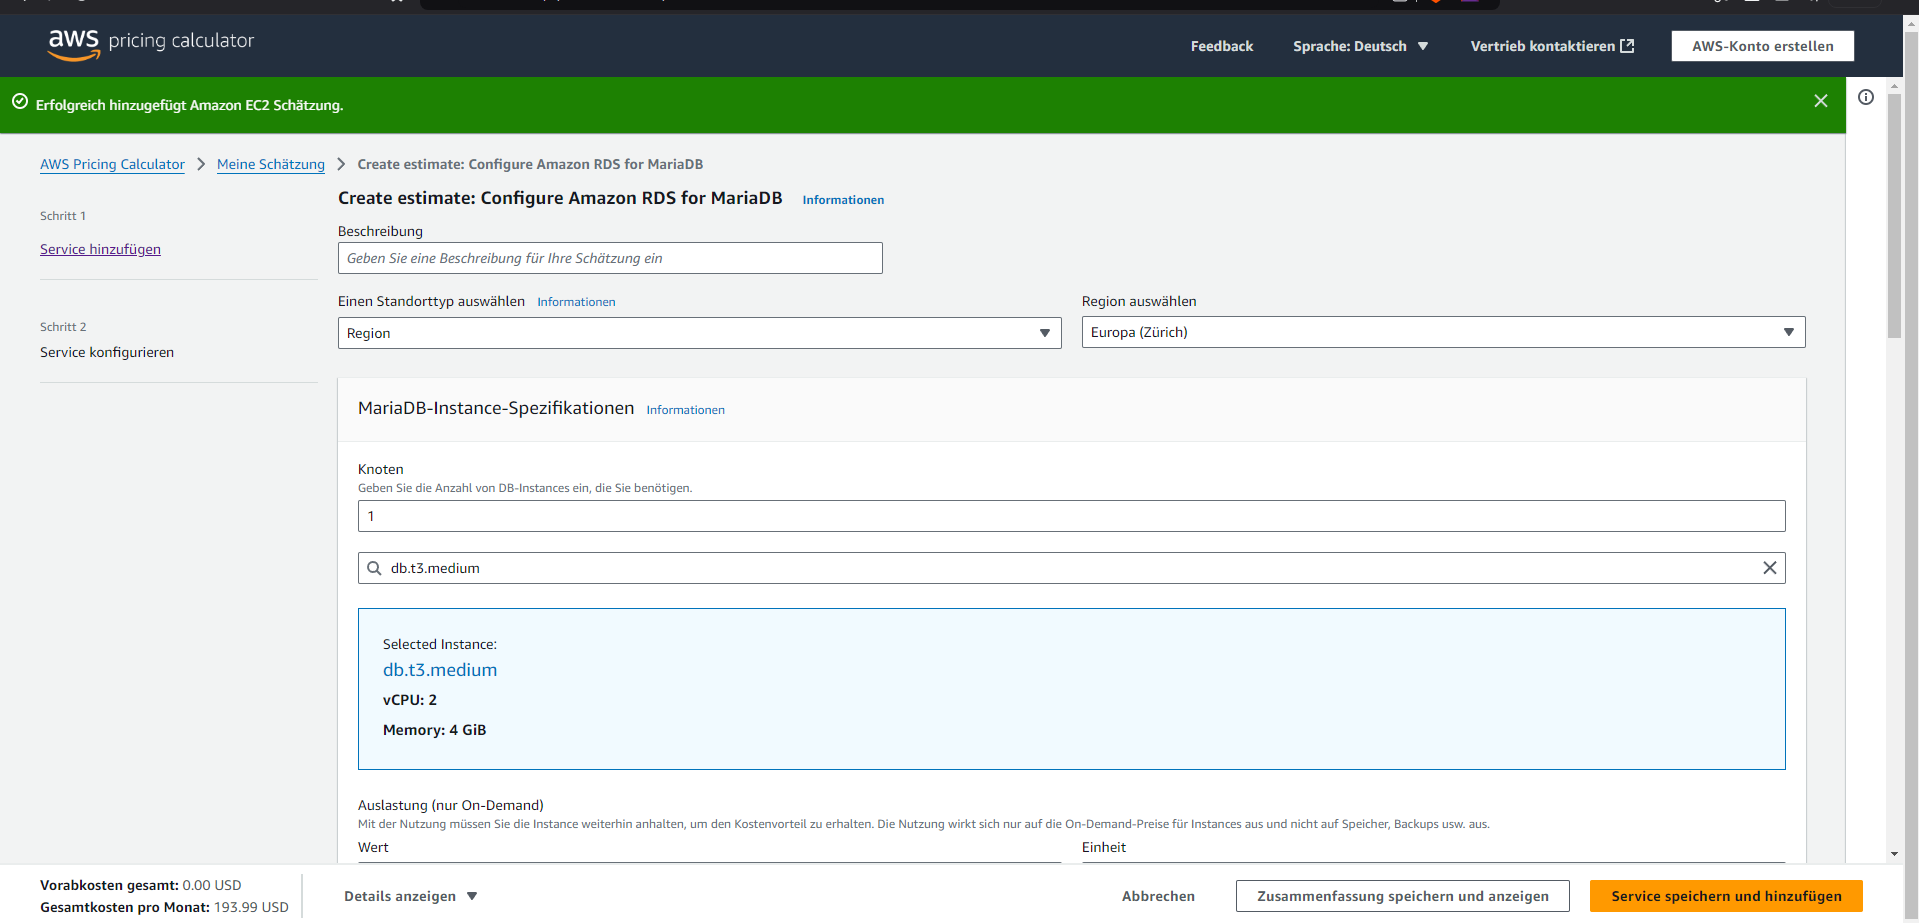 aws pricing calculator
Feedback
Sprache: Deutsch
Vertrieb kontaktieren
AWS-Konto erstellen
Erfolgreich hinzugefügt Amazon EC2 Schätzung.
AWS Pricing Calculator
Meine Schätzung
Create estimate: Configure Amazon RDS for MariaDB
Schritt 1
Service hinzufügen
Schritt 2
Service konfigurieren
Create estimate: Configure Amazon RDS for MariaDB Informationen
Beschreibung
Geben Sie eine Beschreibung für Ihre Schätzung ein
Einen Standorttyp auswählen Informationen
Region
Region auswählen
Europa (Zürich)
MariaDB-Instance-Spezifikationen Informationen
Knoten
Geben Sie die Anzahl von DB-Instances ein, die Sie benötigen.
1
db.t3.medium
Selected Instance:
db.t3.medium
vCPU: 2
Memory: 4 GiB
Auslastung (nur On-Demand)
Mit der Nutzung müssen Sie die Instance weiterhin anhalten, um den Kostenvorteil zu erhalten. Die Nutzung wirkt sich nur auf die On-Demand-Preise für Instances aus und nicht auf Speicher, Backups usw. aus.
Wert
Einheit
Vorabkosten gesamt: 0.00 USD
Gesamtkosten pro Monat: 193.99 USD
Details anzeigen
Abbrechen
Zusammenfassung speichern und anzeigen
Service speichern und hinzufügen